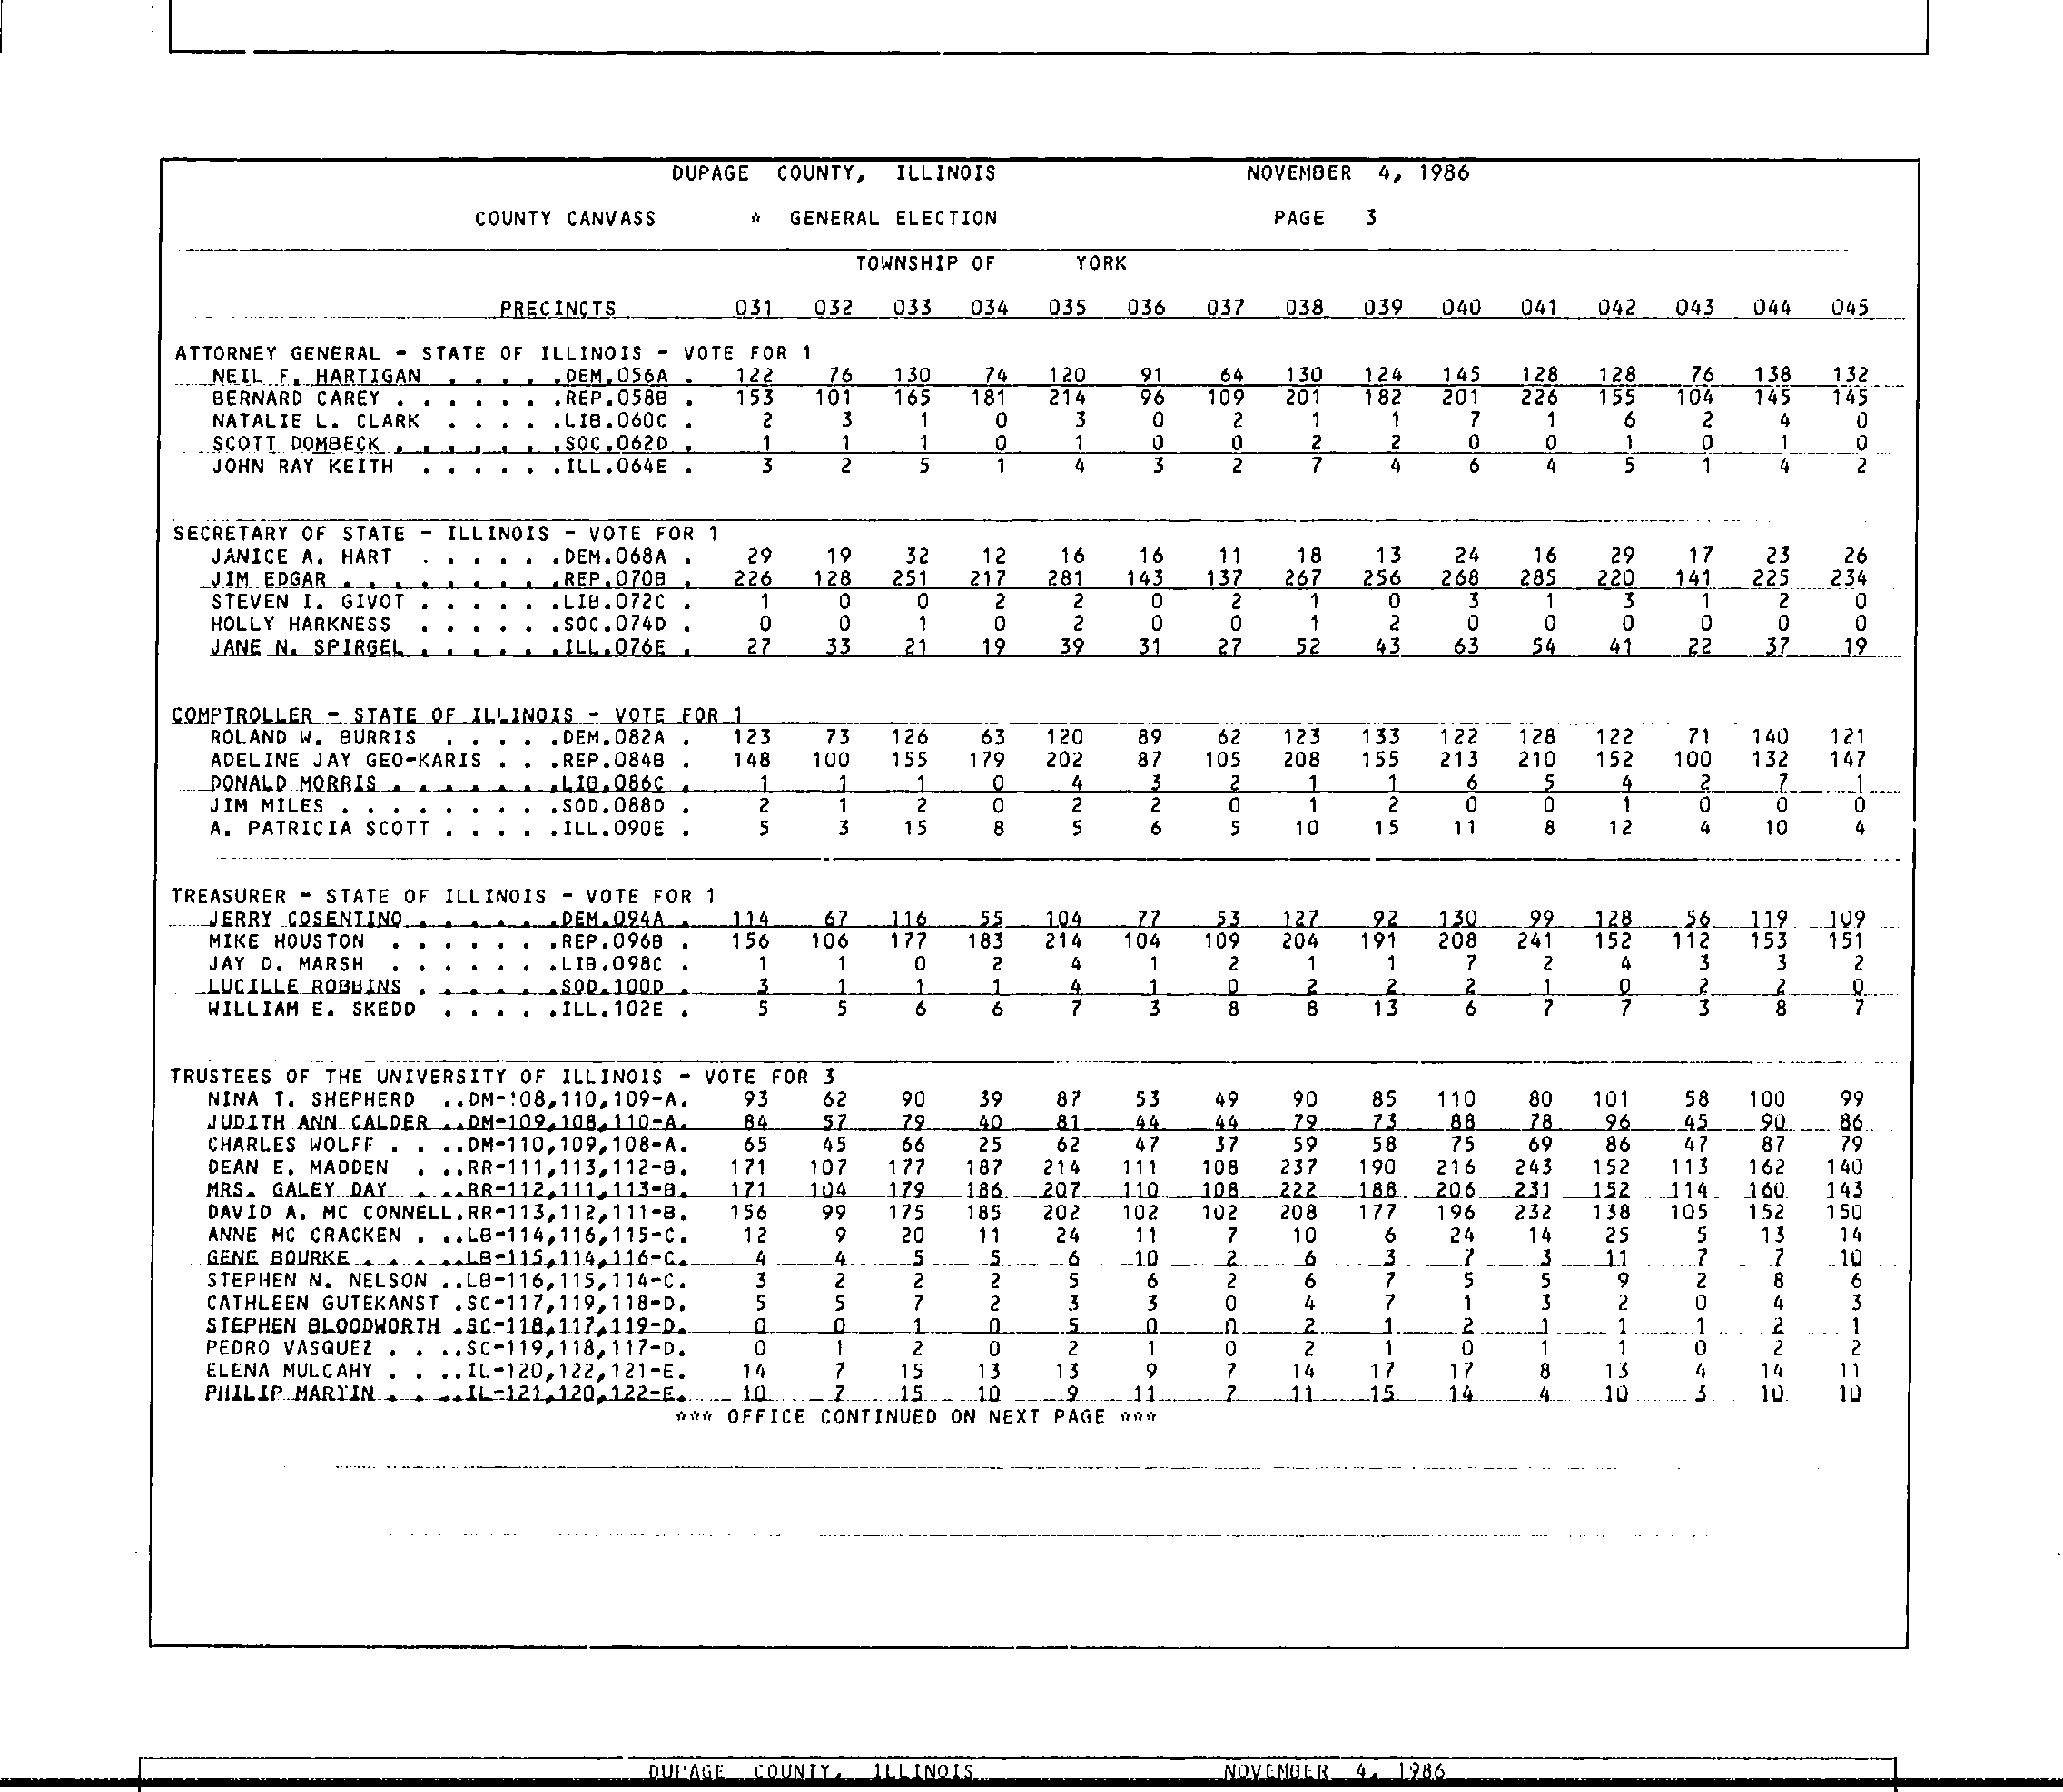 DUPAGE COUNTY, ILLINOIS NOVEMBER 4, 1986
COUNTY CANVASS * GENERAL ELECTION PAGE 3
TOWNSHIP OF YORK
PRECINCTS 031 032 033 034 035 036 037 038 039 040 041 042 043 044 045
ATTORNEY GENERAL - STATE OF ILLINOIS - VOTE FOR 1
NEIL F. HARTIGAN . . . . . .DEM.056A . 122 76 130 74 120 91 64 130 124 145 128 128 76 138 132
BERNARD CAREY . . . . . . .REP.058B . 153 101 165 181 214 96 109 201 182 201 226 155 104 145 145
NATALIE L. CLARK . . . . . .LIB.060C . 2 3 1 0 3 0 2 1 1 7 1 6 2 4 0
SCOTT DOMBECK . . . . . . .SOC.062D . 1 1 1 0 1 0 0 2 2 0 0 1 0 1 0
JOHN RAY KEITH . . . . . .ILL.064E . 3 2 5 1 4 3 2 7 4 6 4 5 1 4 2
SECRETARY OF STATE - ILLINOIS - VOTE FOR 1
JANICE A. HART . . . . . .DEM.068A . 29 19 32 12 16 16 11 18 13 24 16 29 17 23 26
JIM EDGAR . . . . . . . . .REP.070B . 226 128 251 217 281 143 137 267 256 268 285 220 141 225 234
STEVEN I. GIVOT . . . . . .LIB.072C . 1 0 0 2 2 0 2 1 0 3 1 3 1 2 0
HOLLY HARKNESS . . . . . .SOC.074D . 0 0 1 0 2 0 0 1 2 0 0 0 0 0 0
JANE N. SPIRGEL . . . . . .ILL.076E . 27 33 21 19 39 31 27 52 43 63 54 41 22 37 19
COMPTROLLER - STATE OF ILLINOIS - VOTE FOR 1
ROLAND W. BURRIS . . . . .DEM.082A . 123 73 126 63 120 89 62 123 133 122 128 122 71 140 121
ADELINE JAY GEO-KARIS . . .REP.084B . 148 100 155 179 202 87 105 208 155 213 210 152 100 132 147
DONALD MORRIS . . . . . . .LIB.086C . 1 1 1 0 4 3 2 1 1 6 5 4 2 7 1
JIM MILES . . . . . . . . .SOD.088D . 2 1 2 0 2 2 0 1 2 0 0 1 0 0 0
A. PATRICIA SCOTT . . . . .ILL.090E . 5 3 15 8 5 6 5 10 15 11 8 12 4 10 4
TREASURER - STATE OF ILLINOIS - VOTE FOR 1
JERRY COSENTINO . . . . . .DEM.094A . 114 67 116 55 104 77 53 127 92 130 99 128 56 119 109
MIKE HOUSTON . . . . . . .REP.096B . 156 106 177 183 214 104 109 204 191 208 241 152 112 153 151
JAY D. MARSH . . . . . . .LIB.098C . 1 1 0 2 4 1 2 1 1 7 2 4 3 3 2
LUCILLE ROBBINS . . . . . .SOD.100D . 3 1 1 1 4 1 0 2 2 2 1 0 2 2 0
WILLIAM E. SKEDD . . . . .ILL.102E . 5 5 6 6 7 3 8 8 13 6 7 7 3 8 7
TRUSTEES OF THE UNIVERSITY OF ILLINOIS - VOTE FOR 3
NINA T. SHEPHERD ..DM-108,110,109-A. 93 62 90 39 87 53 49 90 85 110 80 101 58 100 99
JUDITH ANN CALDER ..DM-109,108,110-A. 84 57 79 40 81 44 44 79 73 88 78 96 45 90 86
CHARLES WOLFF . . ..DM-110,109,108-A. 65 45 66 25 62 47 37 59 58 75 69 86 47 87 79
DEAN E. MADDEN . ..RR-111,113,112-B. 171 107 177 187 214 111 108 237 190 216 243 152 113 162 140
MRS. GALEY DAY . ..RR-112,111,113-B. 171 104 179 186 207 110 108 222 188 206 231 152 114 160 143
DAVID A. MC CONNELL.RR-113,112,111-B. 156 99 175 185 202 102 102 208 177 196 232 138 105 152 150
ANNE MC CRACKEN . ..LB-114,116,115-C. 12 9 20 11 24 11 7 10 6 24 14 25 5 13 14
GENE BOURKE . . . ..LB-115,114,116-C. 4 4 5 5 6 10 2 6 3 7 3 11 7 7 10
STEPHEN N. NELSON ..LB-116,115,114-C. 3 2 2 2 5 6 2 6 7 5 5 9 2 8 6
CATHLEEN GUTEKANST .SC-117,119,118-D. 5 5 7 2 3 3 0 4 7 1 3 2 0 4 3
STEPHEN BLOODWORTH .SC-118,117,119-D. 0 0 1 0 5 0 0 2 1 2 1 1 1 2 1
PEDRO VASQUEZ . . ..SC-119,118,117-D. 0 1 2 0 2 1 0 2 1 0 1 1 0 2 2
ELENA MULCAHY . . ..IL-120,122,121-E. 14 7 15 13 13 9 7 14 17 17 8 13 4 14 11
PHILIP MARTIN . . ..IL-121,120,122-E. 10 7 15 10 9 11 7 11 15 14 4 10 3 10 10
*** OFFICE CONTINUED ON NEXT PAGE ***
DUPAGE COUNTY, ILLINOIS NOVEMBER 4, 1986